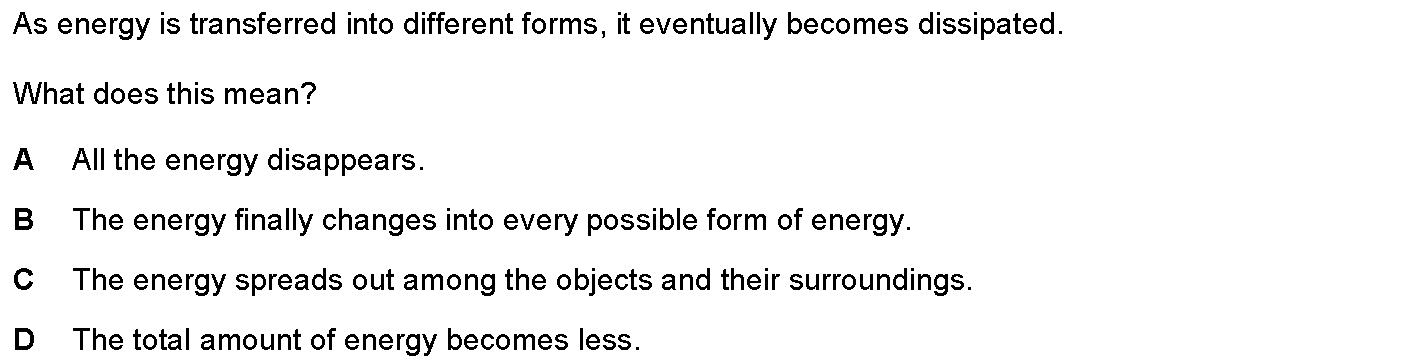 As energy is transferred into different forms, it eventually becomes dissipated.
What does this mean?
A All the energy disappears.
B The energy finally changes into every possible form of energy.
C The energy spreads out among the objects and their surroundings.
D The total amount of energy becomes less.